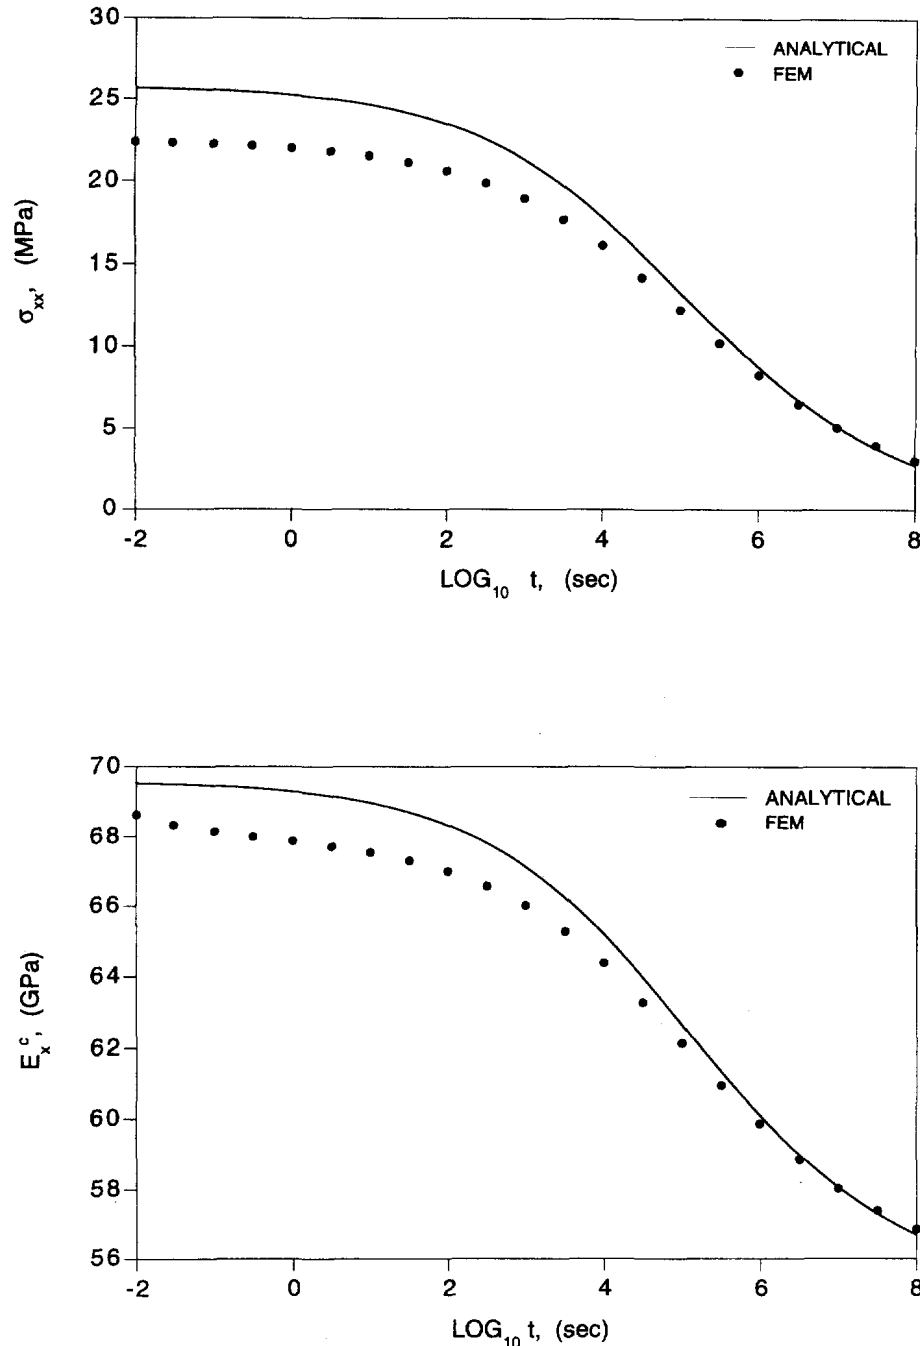 30
25
20
15
10
5
0
σxx, (MPa)
ANALYTICAL
FEM
-2 0 2 4 6 8
LOG10 t, (sec)
70
68
66
64
62
60
58
56
Exc, (GPa)
ANALYTICAL
FEM
-2 0 2 4 6 8
LOG10 t, (sec)